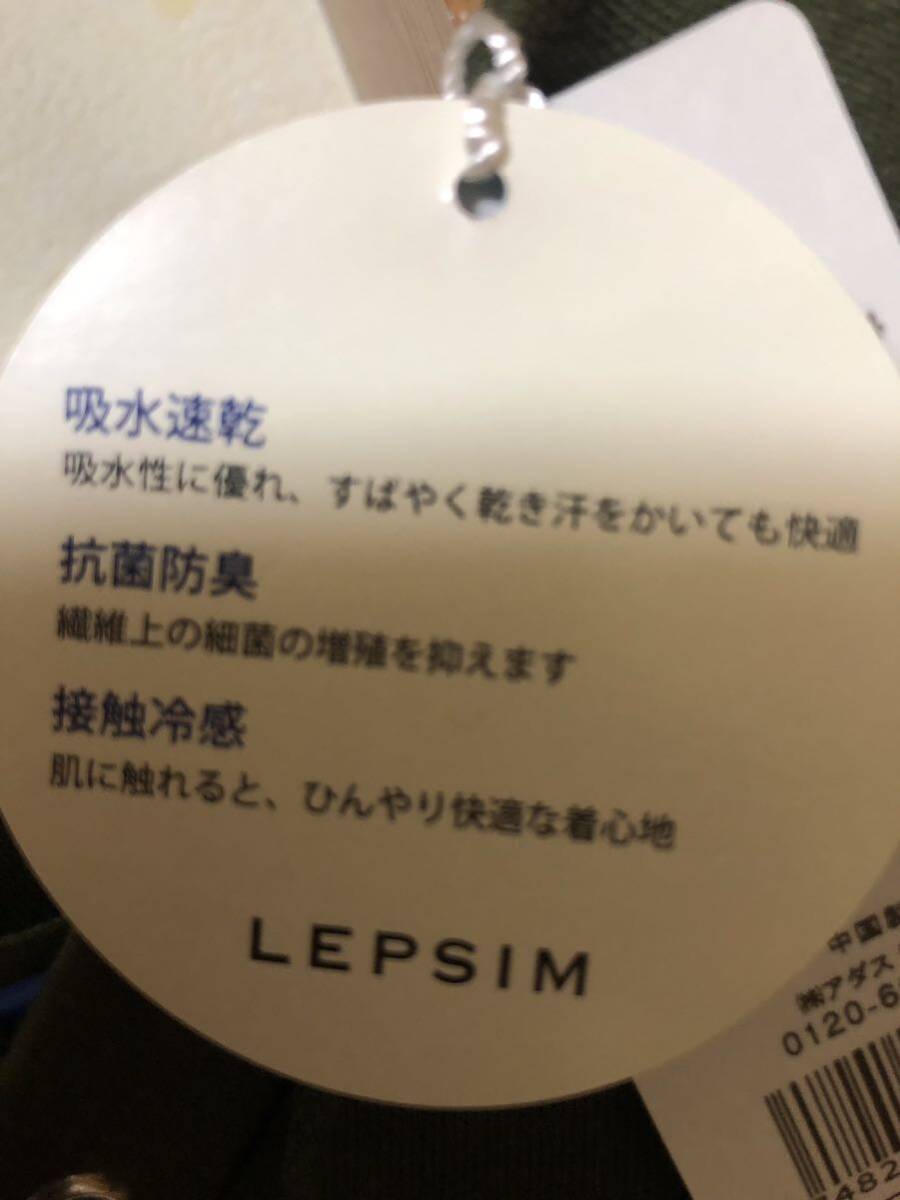 吸水速乾
吸水性に優れ、すばやく乾き汗をかいても快適
抗菌防臭
繊維上の細菌の増殖を抑えます
接触冷感
肌に触れると、ひんやり快適な着心地
LEPSIM
中国製
㈱アダス
0120-6
482